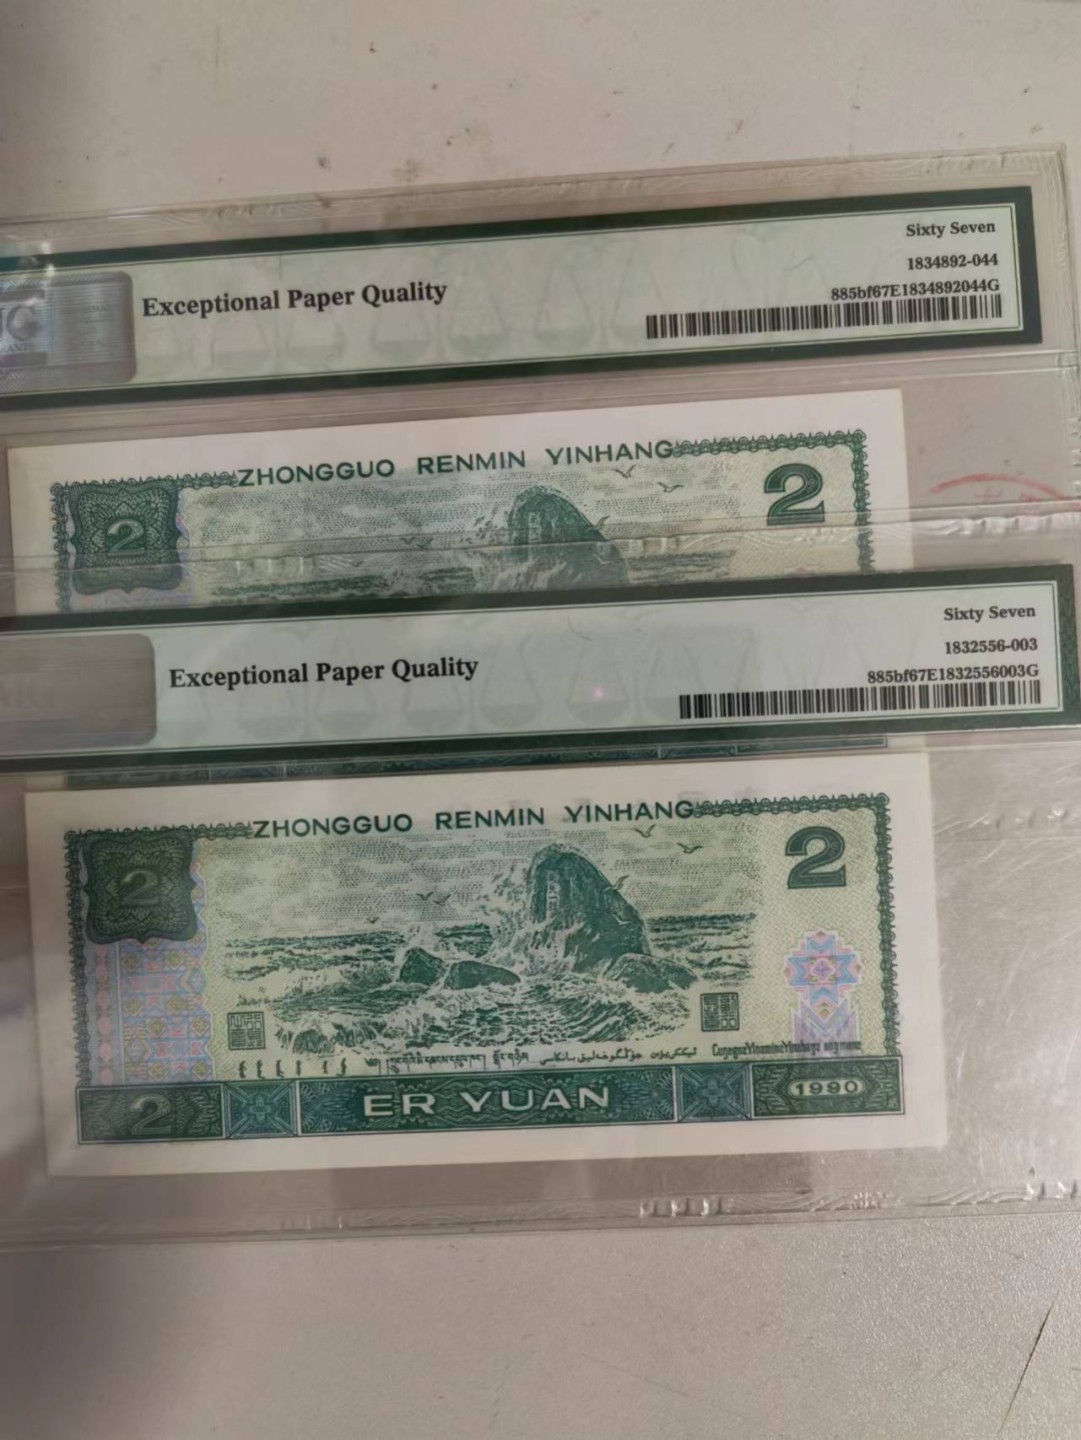 Sixty Seven
1834892-044
Exceptional Paper Quality
885bf67E1834892044G
ZHONGGUO RENMIN YINHANG
2
2
Sixty Seven
1832556-003
Exceptional Paper Quality
885bf67E1832556003G
ZHONGGUO RENMIN YINHANG
2
2
2
ER YUAN
1990